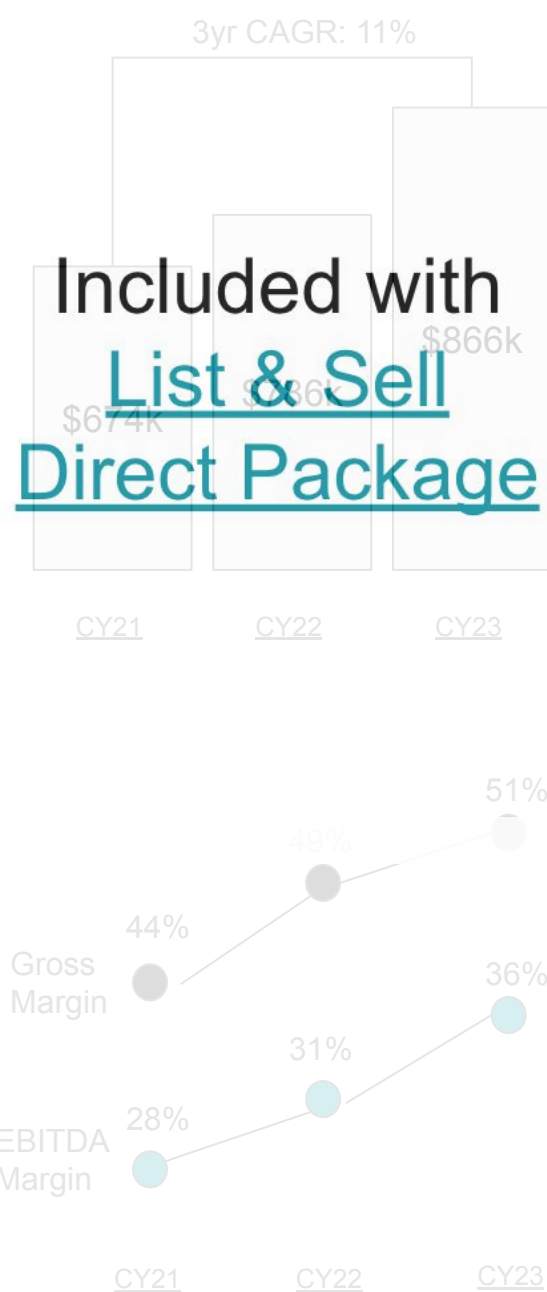 3yr CAGR: 11%
Included with
$866k
List & Sell
$674k
Direct Package
CY21 CY22 CY23
51%
49%
44%
Gross
Margin
36%
31%
28%
EBITDA
Margin
CY21 CY22 CY23